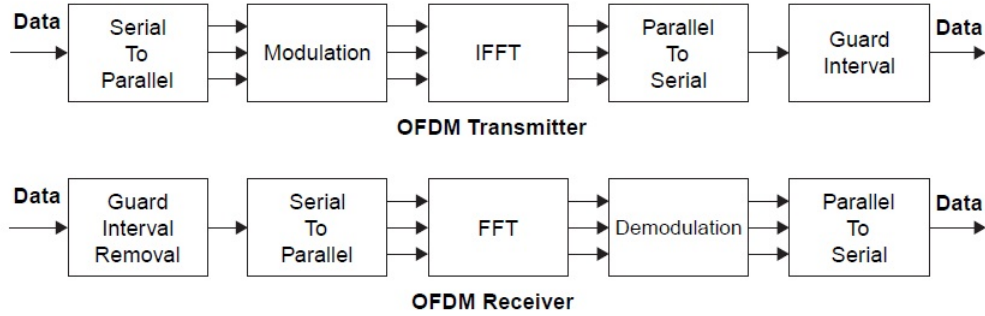 Data
Serial
To
Parallel
Modulation
IFFT
Parallel
To
Serial
Guard
Interval
Data
OFDM Transmitter
Data
Guard
Interval
Removal
Serial
To
Parallel
FFT
Demodulation
Parallel
To
Serial
Data
OFDM Receiver